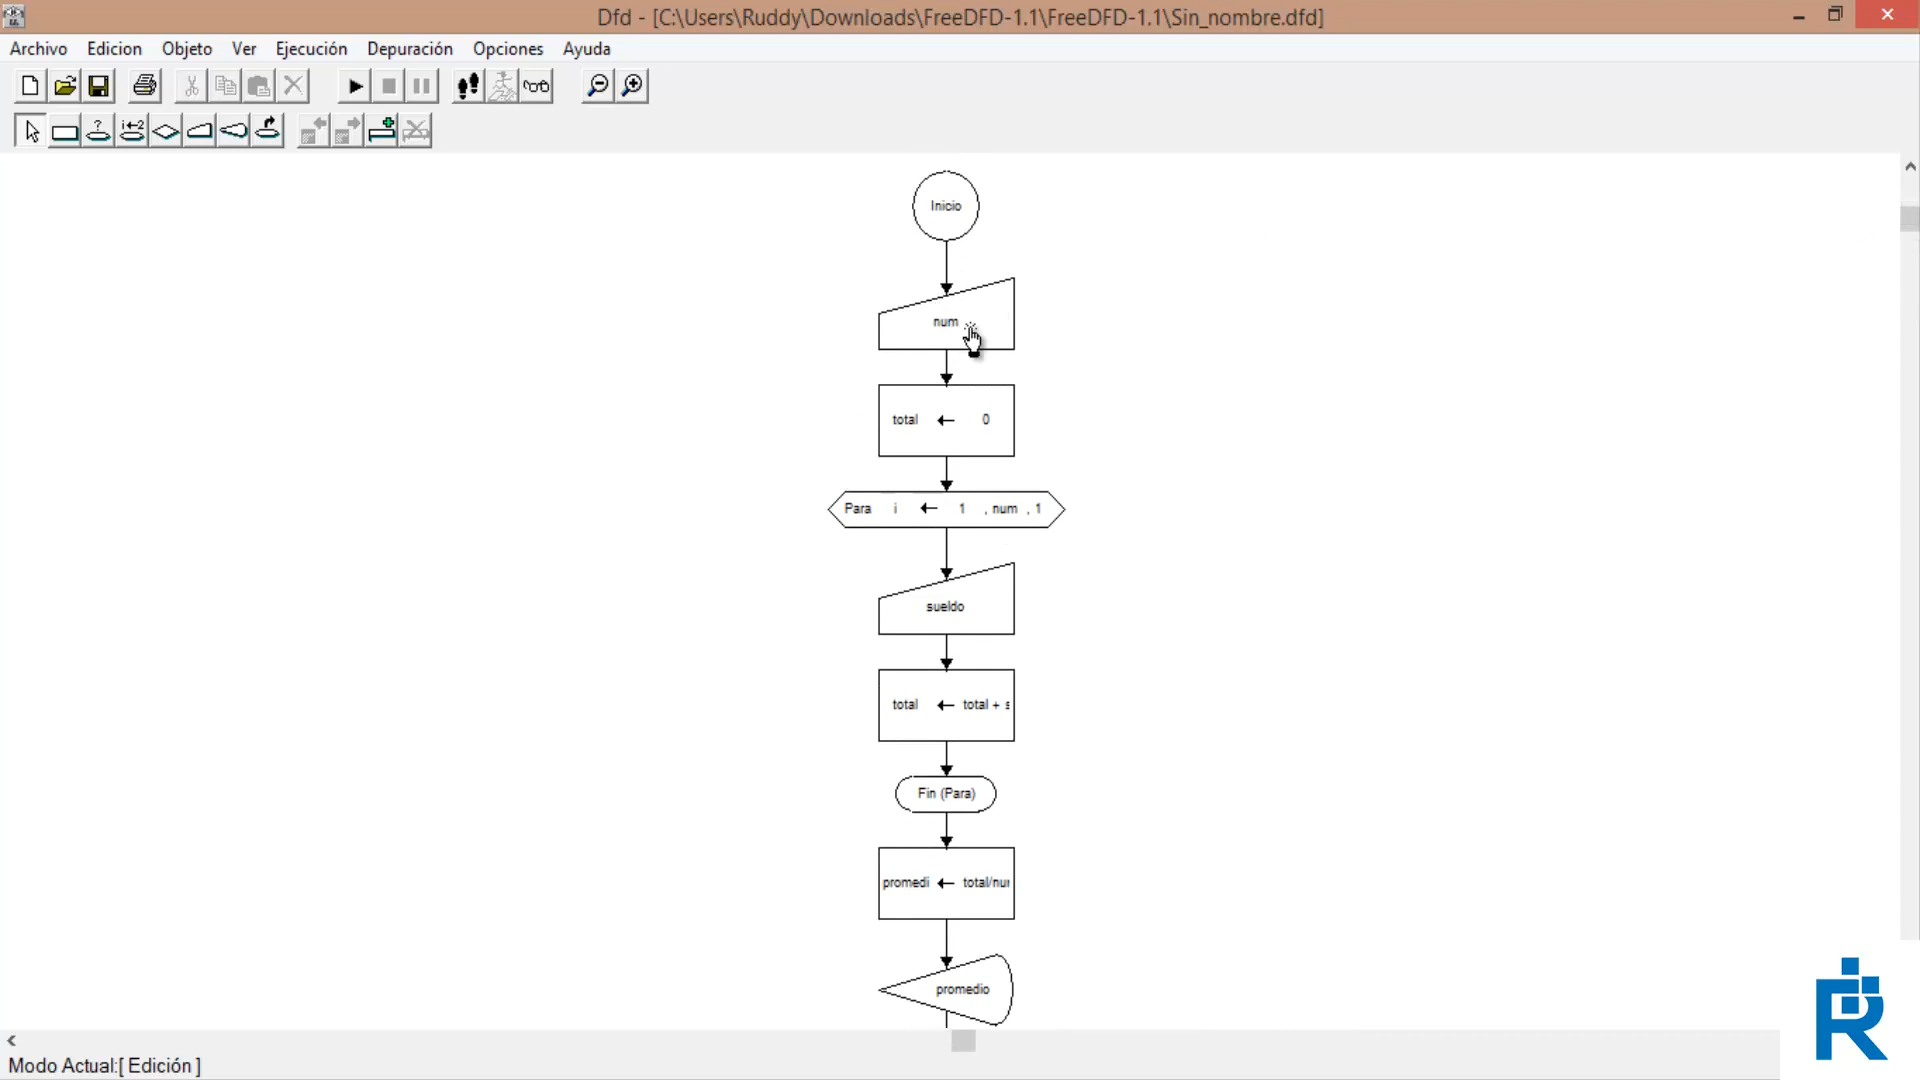 Dfd - [C:\Users\Ruddy\Downloads\FreeDFD-1.1\FreeDFD-1.1\Sin_nombre.dfd]
Archivo Edicion Objeto Ver Ejecución Depuración Opciones Ayuda
Inicio
num
total ← 0
Para i ← 1 , num , 1
sueldo
total ← total + s
Fin (Para)
promedi ← total/nu
promedio
Modo Actual:[ Edición ]